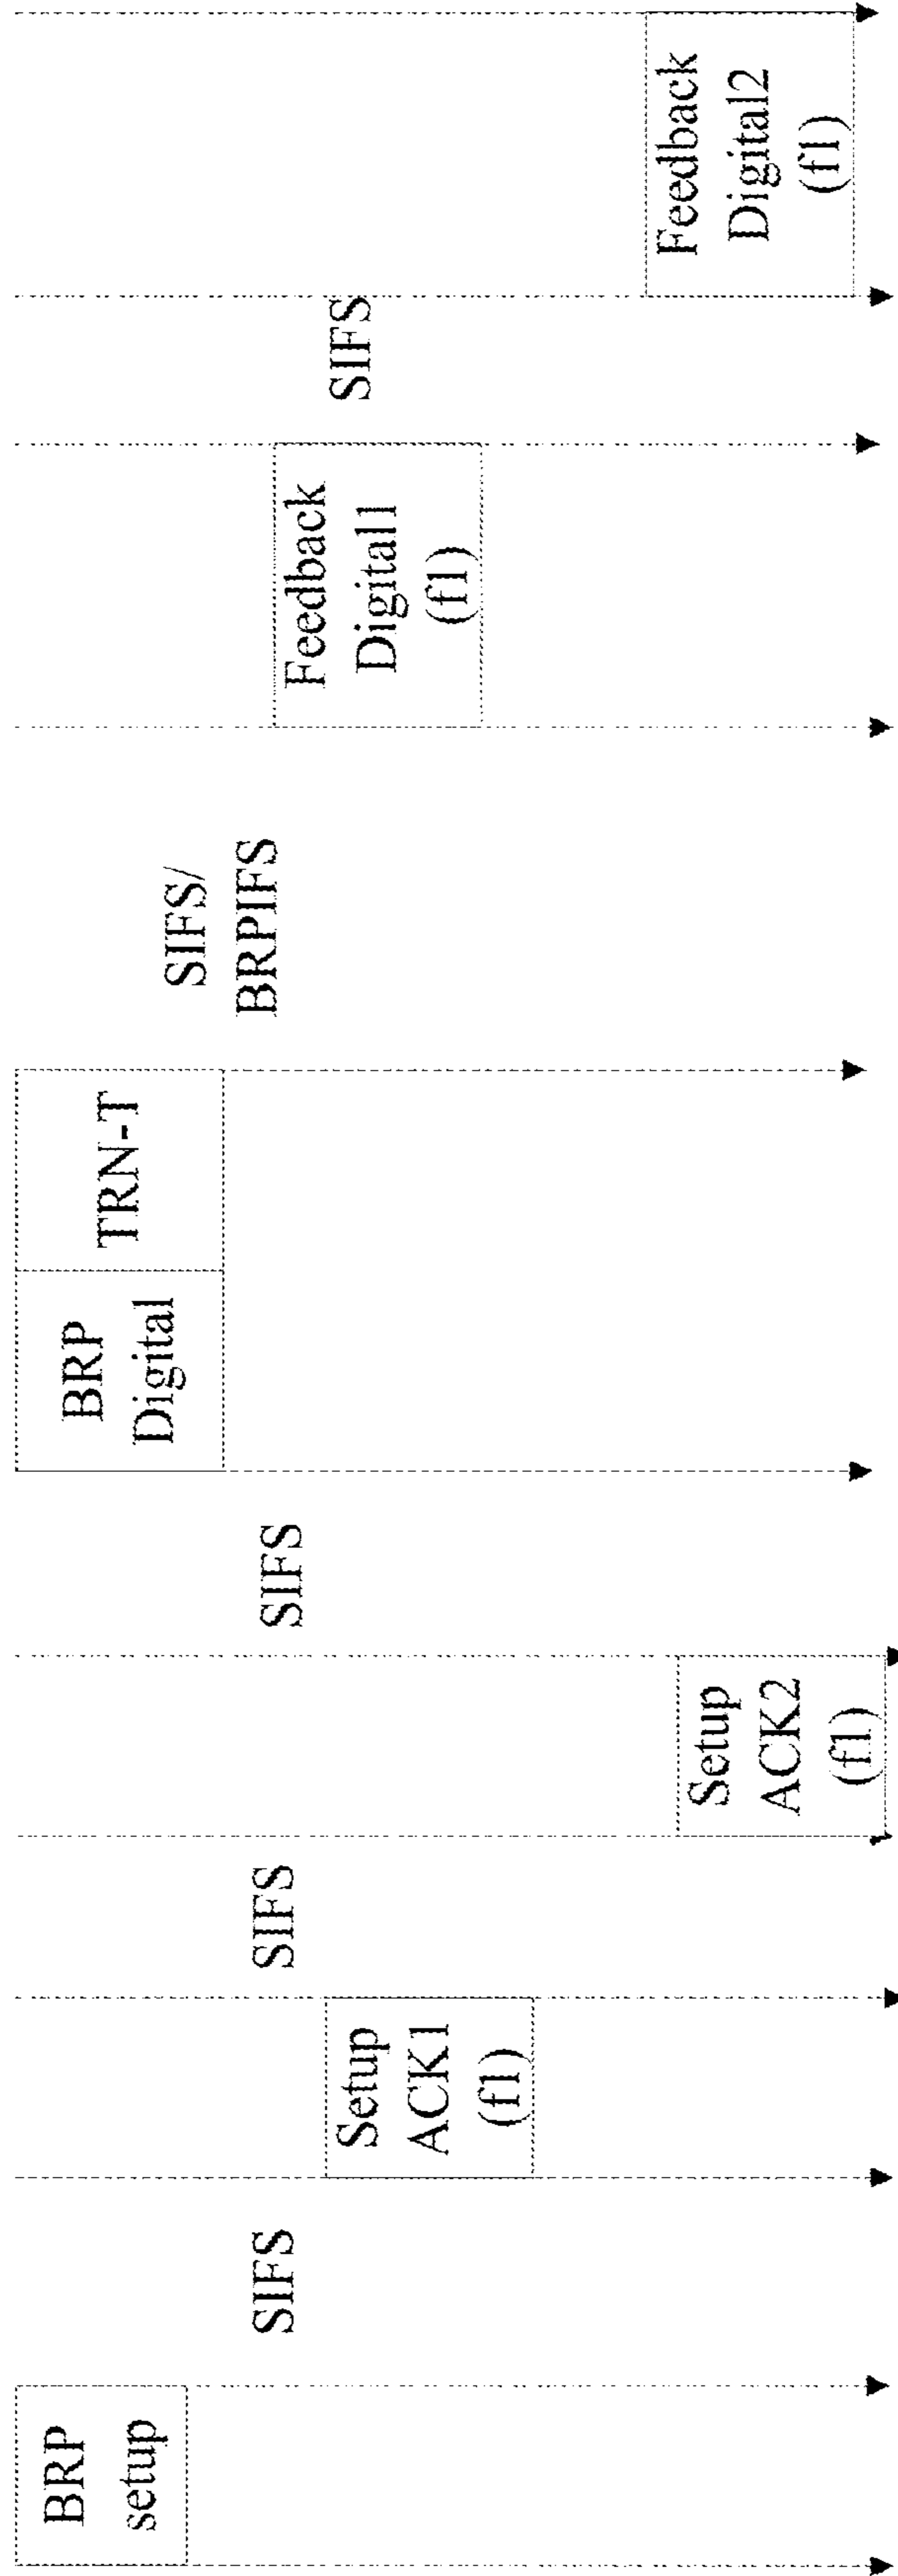 BRP
setup
SIFS
Setup
ACK1
(f1)
SIFS
Setup
ACK2
(f1)
SIFS
BRP
Digital
TRN-T
SIFS/
BRPIFS
Feedback
Digital1
(f1)
SIFS
Feedback
Digital2
(f1)